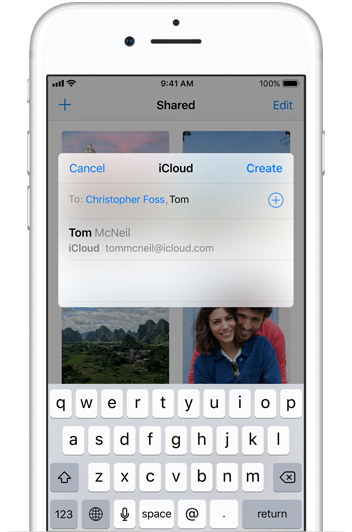 9:41 AM 100%
+ Shared Edit
Cancel iCloud Create
To: Christopher Foss, Tom
Tom McNeil
iCloud tommcneil@icloud.com
q w e r t y u i o p
a s d f g h j k l
z x c v b n m
123 space @ . return